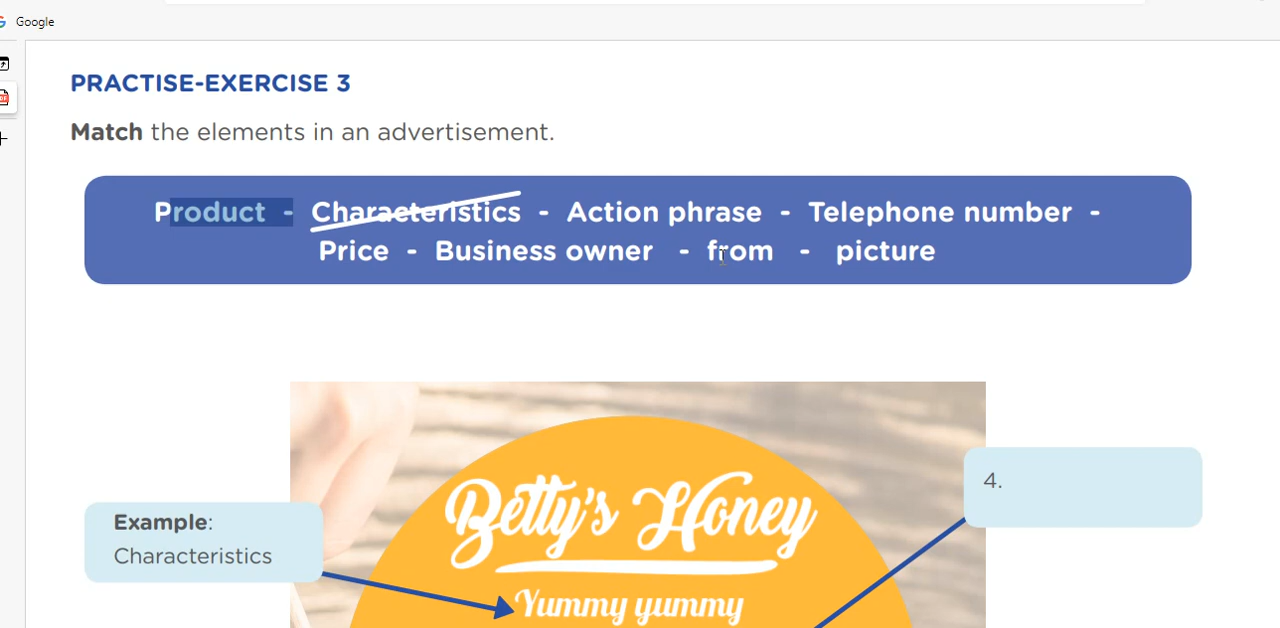 Google
PRACTISE-EXERCISE 3
Match the elements in an advertisement.
Product - Characteristics - Action phrase - Telephone number -
Price - Business owner - from - picture
4.
Betty's Honey
Example:
Characteristics
Yummy yummy